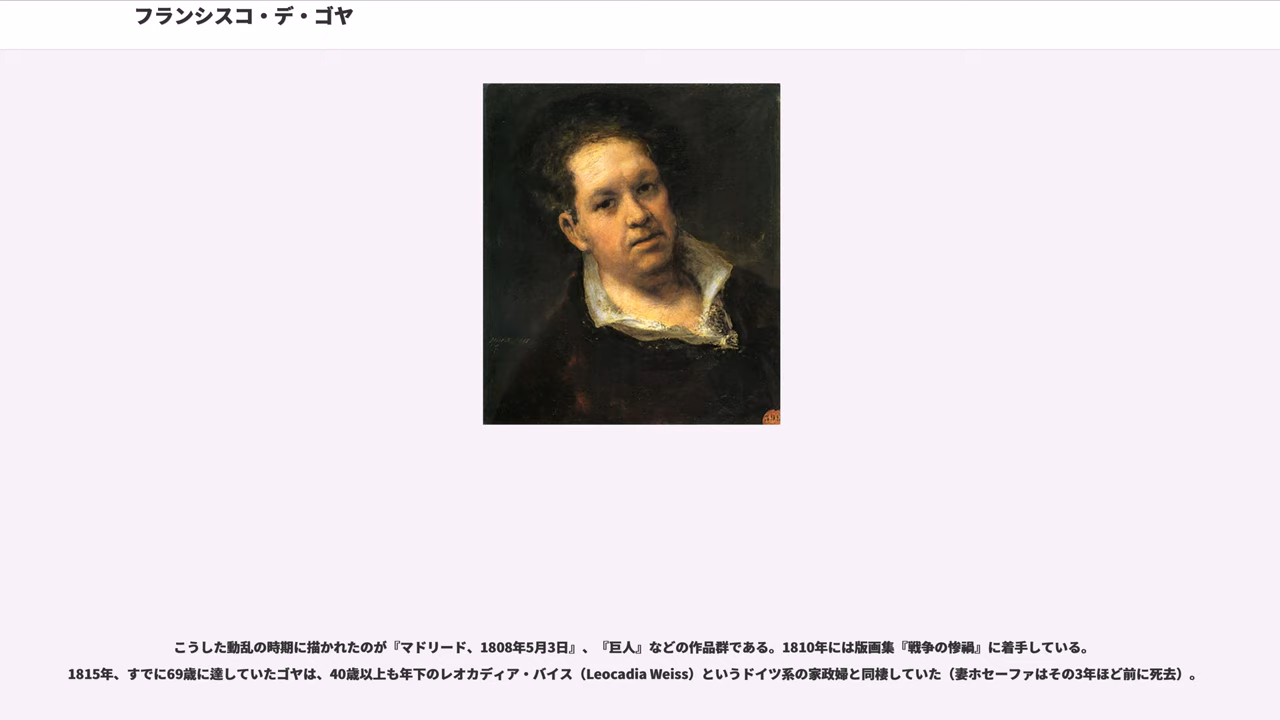 フランシスコ・デ・ゴヤ
こうした動乱の時期に描かれたのが『マドリード、1808年5月3日』、『巨人』などの作品群である。1810年には版画集『戦争の惨禍』に着手している。
1815年、すでに69歳に達していたゴヤは、40歳以上も年下のレオカディア・バイス（Leocadia Weiss）というドイツ系の家政婦と同棲していた（妻ホセーファはその3年ほど前に死去）。